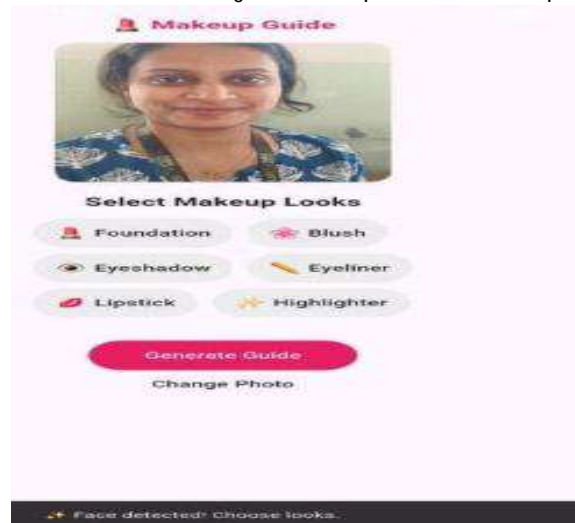 💄 Makeup Guide
Select Makeup Looks
💄 Foundation 🌸 Blush
👁 Eyeshadow ✏️ Eyeliner
💋 Lipstick ✨ Highlighter
Generate Guide
Change Photo
✨ Face detected! Choose looks.